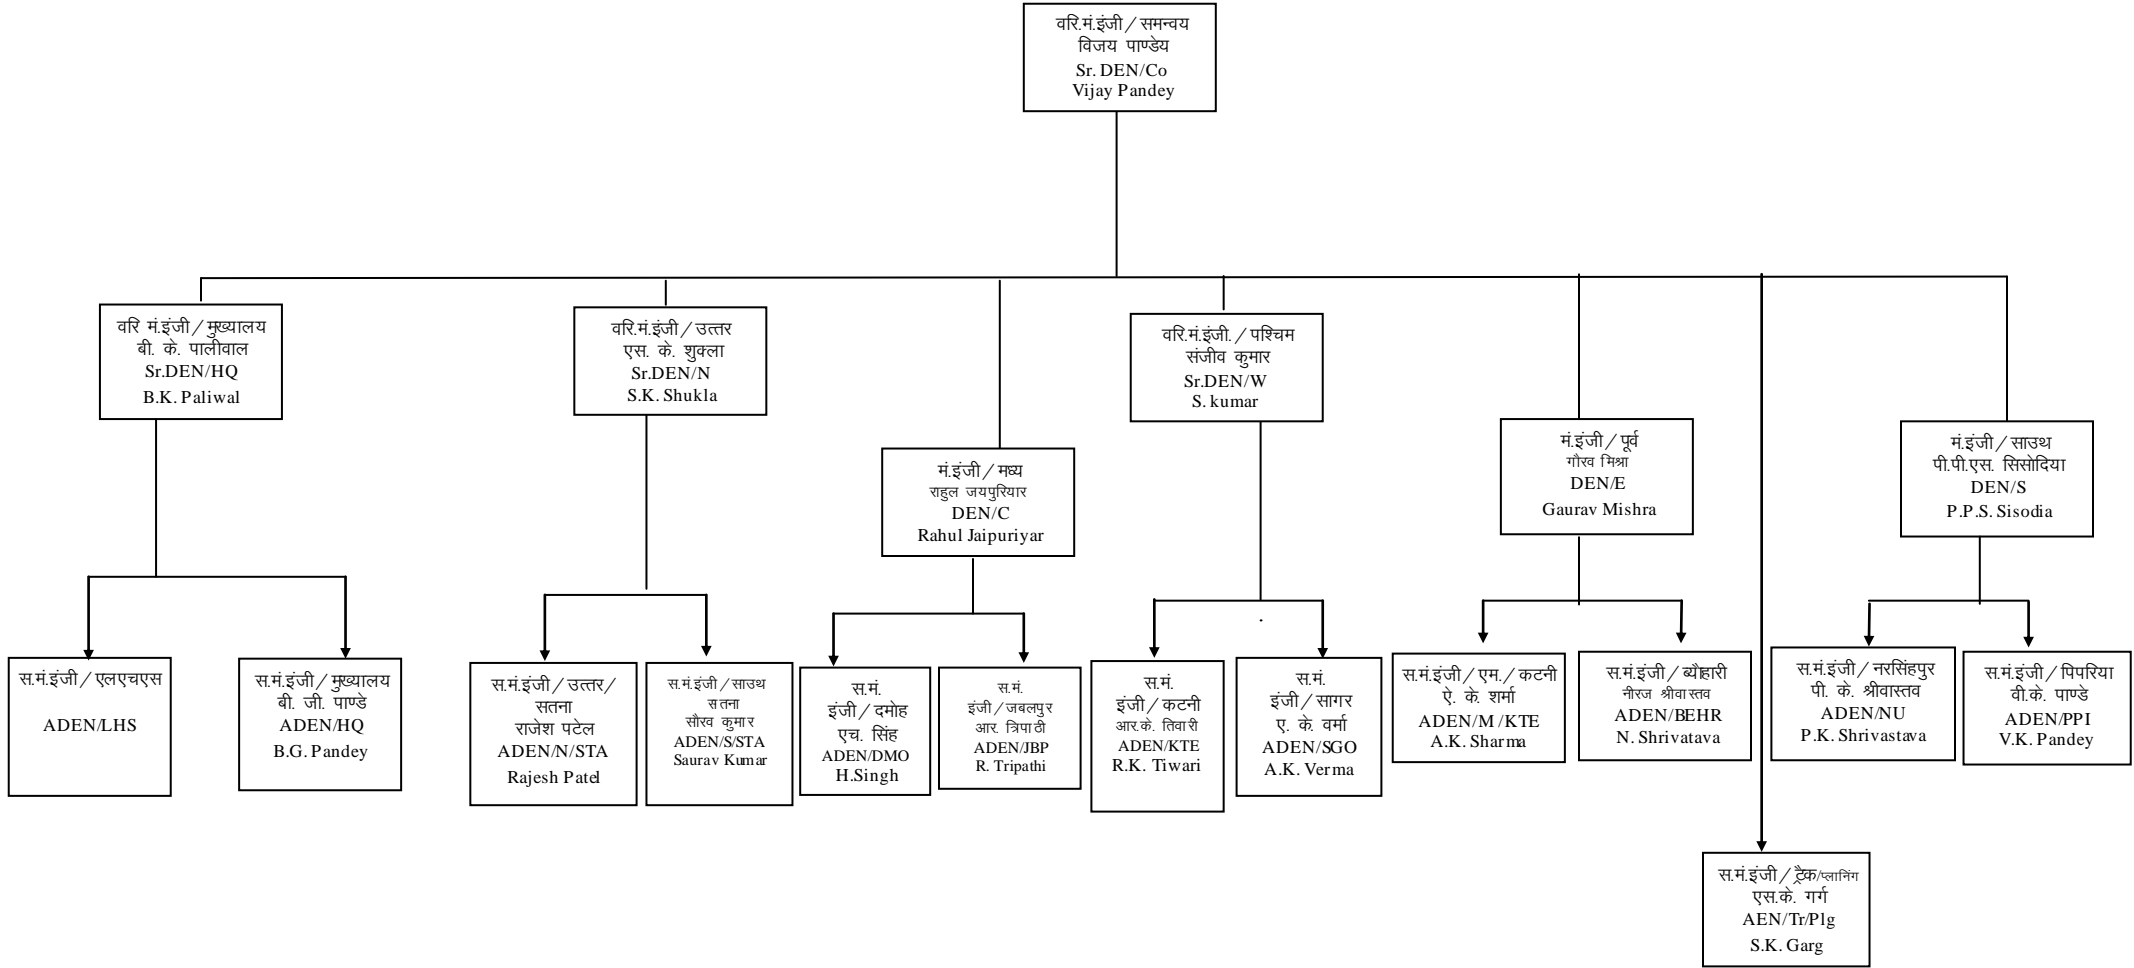 वरि.मं.इंजी/समन्वय
विजय पाण्डेय
Sr. DEN/Co
Vijay Pandey
वरि मं.इंजी/मुख्यालय
बी. के. पालीवाल
Sr.DEN/HQ
B.K. Paliwal
वरि.मं.इंजी/उत्तर
एस. के. शुक्ला
Sr.DEN/N
S.K. Shukla
मं.इंजी/मध्य
राहुल जयपुरियार
DEN/C
Rahul Jaipuriyar
वरि.मं.इंजी./पश्चिम
संजीव कुमार
Sr.DEN/W
S. kumar
मं.इंजी/पूर्व
गौरव मिश्रा
DEN/E
Gaurav Mishra
मं.इंजी/साउथ
पी.पी.एस. सिसोदिया
DEN/S
P.P.S. Sisodia
स.मं.इंजी/एलएचएस
ADEN/LHS
स.मं.इंजी/मुख्यालय
बी. जी. पाण्डे
ADEN/HQ
B.G. Pandey
स.मं.इंजी/उत्तर/
सतना
राजेश पटेल
ADEN/N/STA
Rajesh Patel
स.मं.इंजी/साउथ
सतना
सौरव कुमार
ADEN/S/STA
Saurav Kumar
स.मं.
इंजी/दमोह
एच. सिंह
ADEN/DMO
H.Singh
स.मं.
इंजी/जबलपुर
आर. त्रिपाठी
ADEN/JBP
R. Tripathi
स.मं.
इंजी/कटनी
आर.के. तिवारी
ADEN/KTE
R.K. Tiwari
स.मं.
इंजी/सागर
ए. के. वर्मा
ADEN/SGO
A.K. Verma
स.मं.इंजी/एम./कटनी
ऐ. के. शर्मा
ADEN/M/KTE
A.K. Sharma
स.मं.इंजी/ब्यौहारी
नीरज श्रीवास्तव
ADEN/BEHR
N. Shrivatava
स.मं.इंजी/नरसिंहपुर
पी. के. श्रीवास्तव
ADEN/NU
P.K. Shrivastava
स.मं.इंजी/पिपरिया
वी.के. पाण्डे
ADEN/PPI
V.K. Pandey
स.मं.इंजी/ट्रैक/प्लानिंग
एस.के. गर्ग
AEN/Tr/Plg
S.K. Garg